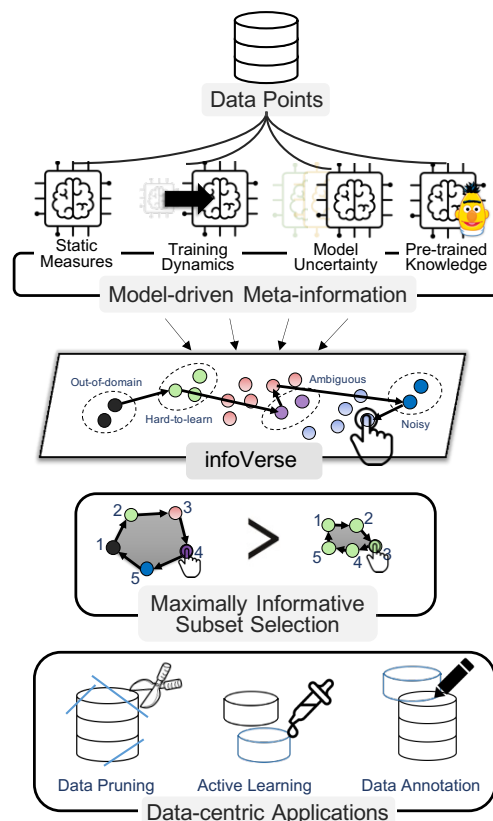 Data Points
Static
Measures
Training
Dynamics
Model
Uncertainty
Pre-trained
Knowledge
Model-driven Meta-information
Out-of-domain
Hard-to-learn
Ambiguous
Noisy
infoVerse
1
2
3
4
5
>
1
2
3
4
5
Maximally Informative
Subset Selection
Data Pruning
Active Learning
Data Annotation
Data-centric Applications